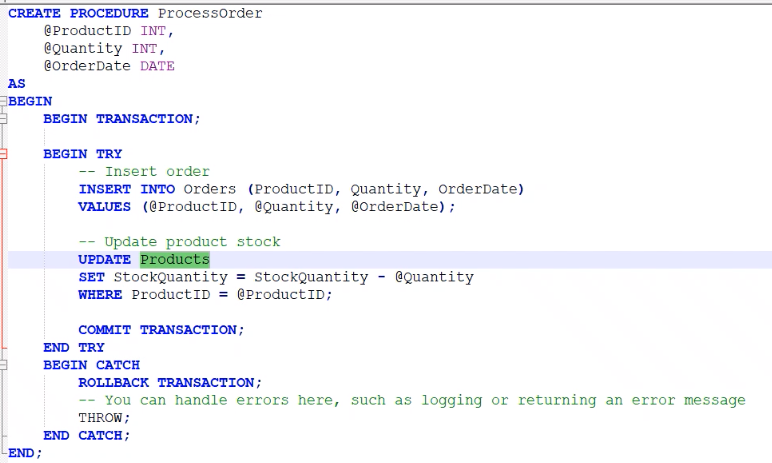 CREATE PROCEDURE ProcessOrder
    @ProductID INT,
    @Quantity INT,
    @OrderDate DATE
AS
BEGIN
    BEGIN TRANSACTION;

    BEGIN TRY
        -- Insert order
        INSERT INTO Orders (ProductID, Quantity, OrderDate)
        VALUES (@ProductID, @Quantity, @OrderDate);

        -- Update product stock
        UPDATE Products
        SET StockQuantity = StockQuantity - @Quantity
        WHERE ProductID = @ProductID;

        COMMIT TRANSACTION;
    END TRY
    BEGIN CATCH
        ROLLBACK TRANSACTION;
        -- You can handle errors here, such as logging or returning an error message
        THROW;
    END CATCH;
END;